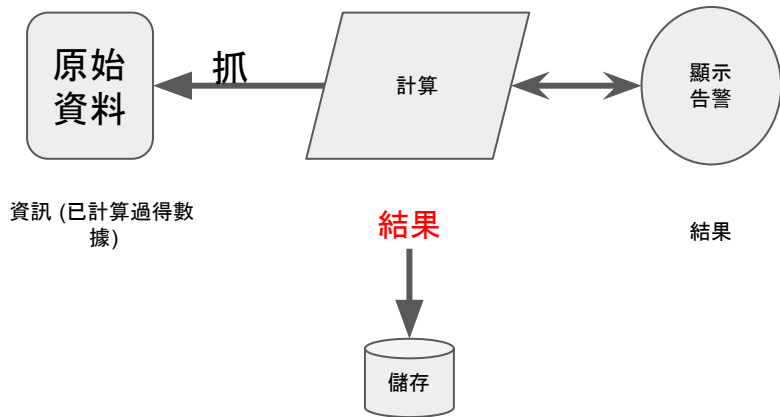 原始
資料
抓
計算
顯示
告警
資訊 (已計算過得數
據)
結果
結果
儲存